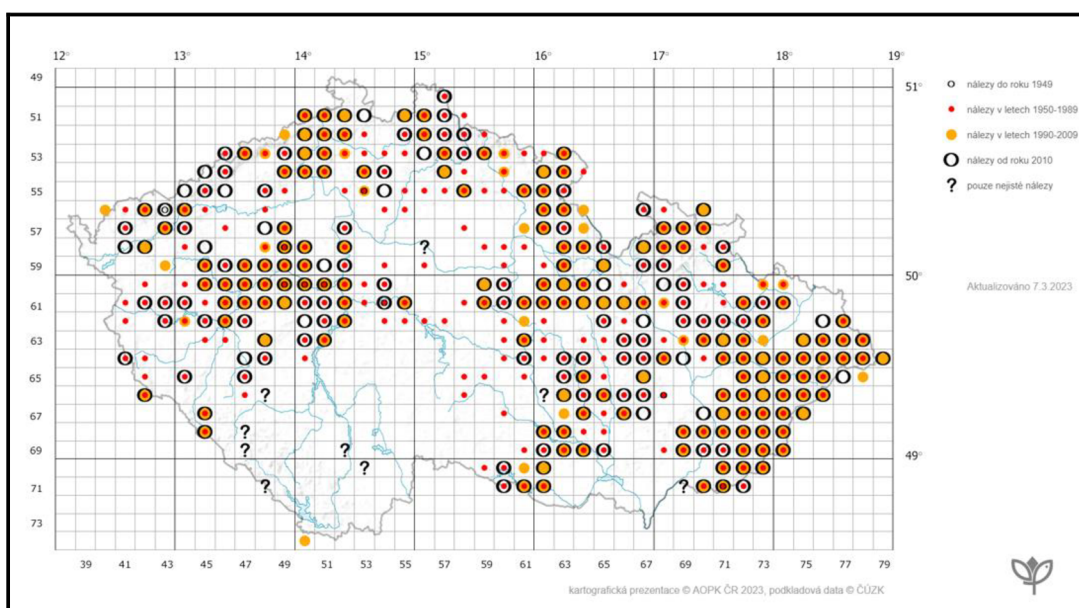 12° 13° 14° 15° 16° 17° 18° 19°
49
51° nálezy do roku 1949
51 nálezy v letech 1950-1989
nálezy v letech 1990-2009
53 nálezy od roku 2010
? pouze nejisté nálezy
55
57
?
59 50°
Aktualizováno 7.3 2023
61
63
65
? ?
67
?
69 ? ? 49°
?
71 ? ?
73
39 41 43 45 47 49 51 53 55 57 59 61 63 65 67 69 71 73 75 77 79
kartografická prezentace © AOPK ČR 2023, podkladová data © ČÚZK